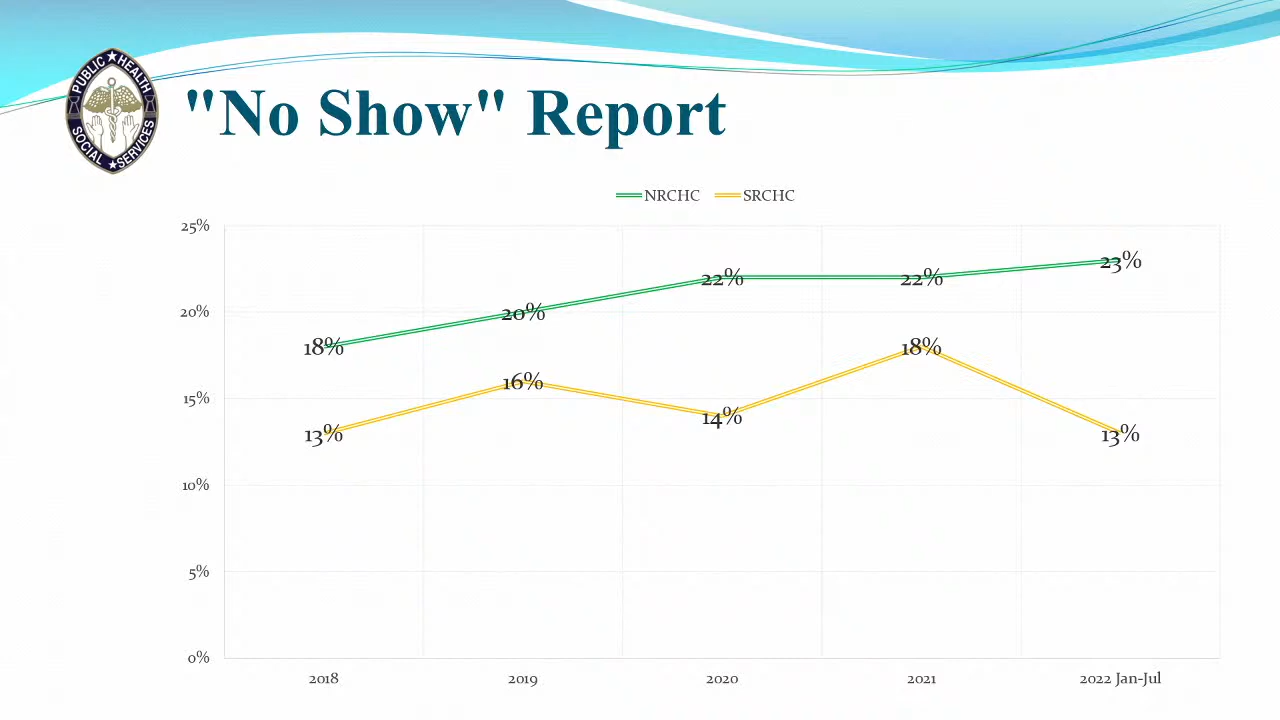 PUBLIC HEALTH
SOCIAL SERVICES
"No Show" Report
NRCHC SRCHC
25%
20%
15%
10%
5%
0%
18% 20% 22% 22% 23%
13% 16% 14% 18% 13%
2018 2019 2020 2021 2022 Jan-Jul